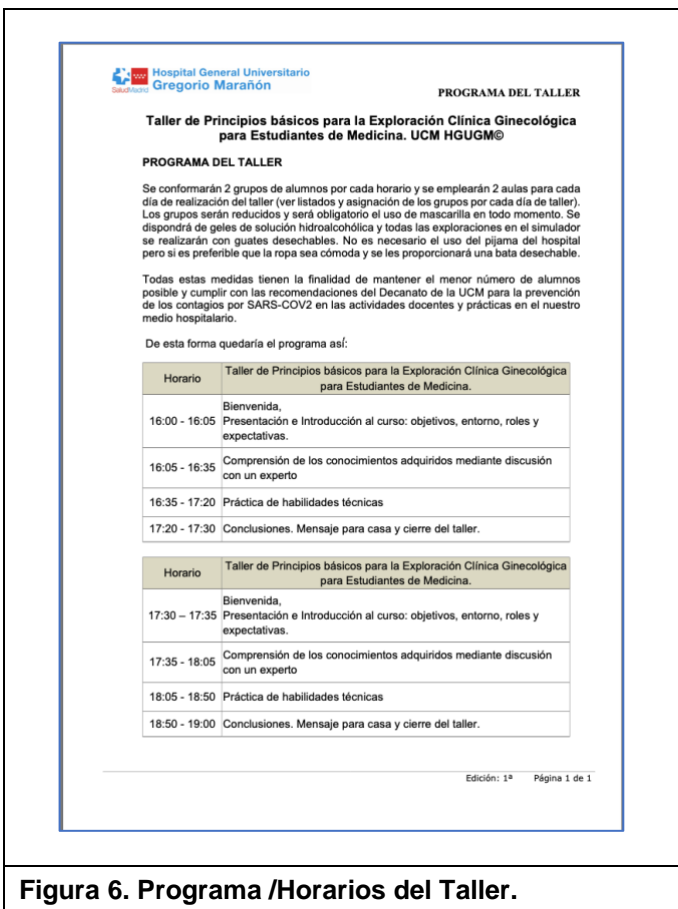 Hospital General Universitario
Gregorio Marañón
SaludMadrid
PROGRAMA DEL TALLER
Taller de Principios básicos para la Exploración Clínica Ginecológica
para Estudiantes de Medicina. UCM HGUGM©
PROGRAMA DEL TALLER
Se conformarán 2 grupos de alumnos por cada horario y se emplearán 2 aulas para cada
día de realización del taller (ver listados y asignación de los grupos por cada día de taller).
Los grupos serán reducidos y será obligatorio el uso de mascarilla en todo momento. Se
dispondrá de geles de solución hidroalcohólica y todas las exploraciones en el simulador
se realizarán con guates desechables. No es necesario el uso del pijama del hospital
pero si es preferible que la ropa sea cómoda y se les proporcionará una bata desechable.
Todas estas medidas tienen la finalidad de mantener el menor número de alumnos
posible y cumplir con las recomendaciones del Decanato de la UCM para la prevención
de los contagios por SARS-COV2 en las actividades docentes y prácticas en el nuestro
medio hospitalario.
De esta forma quedaría el programa así:
Horario
Taller de Principios básicos para la Exploración Clínica Ginecológica
para Estudiantes de Medicina.
16:00 - 16:05
Bienvenida,
Presentación e Introducción al curso: objetivos, entorno, roles y
expectativas.
16:05 - 16:35
Comprensión de los conocimientos adquiridos mediante discusión
con un experto
16:35 - 17:20 Práctica de habilidades técnicas
17:20 - 17:30 Conclusiones. Mensaje para casa y cierre del taller.
Horario
Taller de Principios básicos para la Exploración Clínica Ginecológica
para Estudiantes de Medicina.
17:30 – 17:35
Bienvenida,
Presentación e Introducción al curso: objetivos, entorno, roles y
expectativas.
17:35 - 18:05
Comprensión de los conocimientos adquiridos mediante discusión
con un experto
18:05 - 18:50 Práctica de habilidades técnicas
18:50 - 19:00 Conclusiones. Mensaje para casa y cierre del taller.
Edición: 1ª Página 1 de 1
Figura 6. Programa /Horarios del Taller.